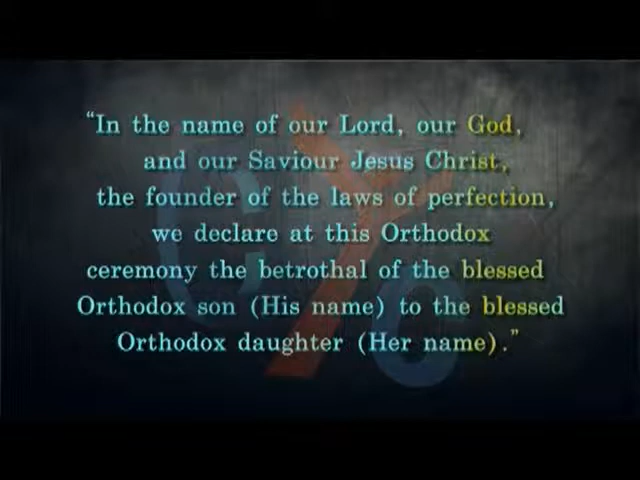 “In the name of our Lord, our God,
and our Saviour Jesus Christ,
the founder of the laws of perfection,
we declare at this Orthodox
ceremony the betrothal of the blessed
Orthodox son (His name) to the blessed
Orthodox daughter (Her name).”
CYC